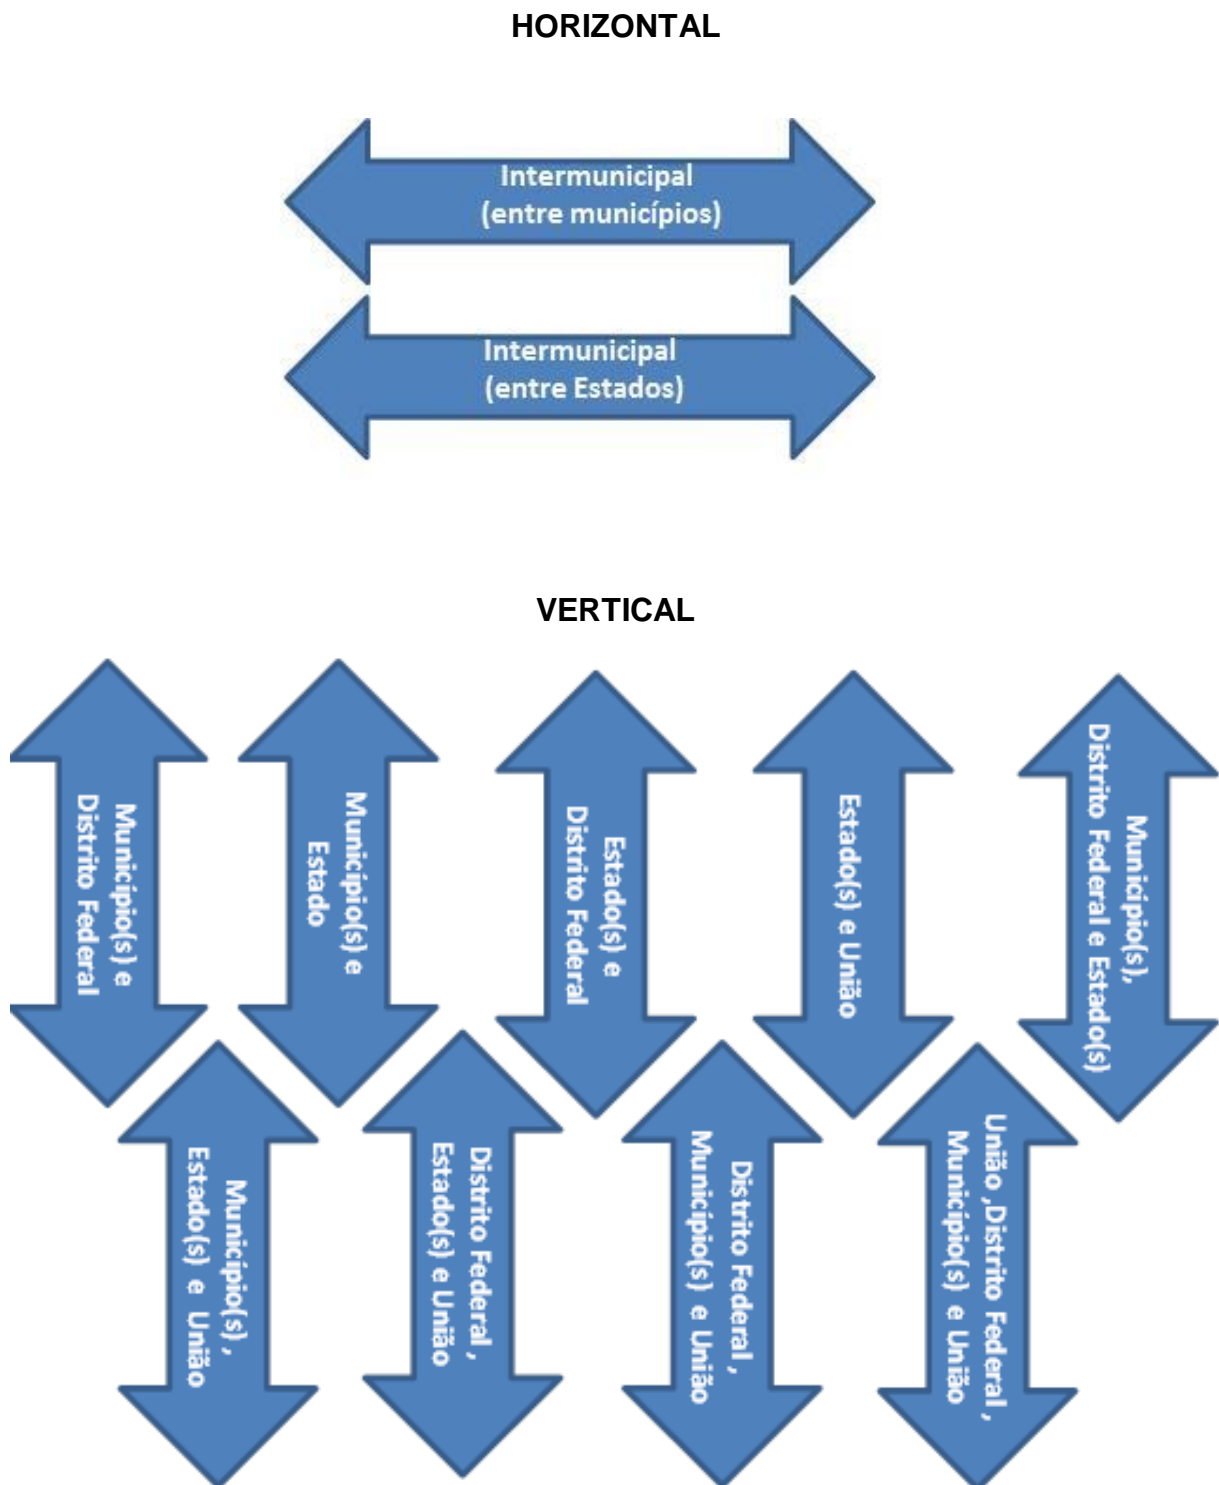 HORIZONTAL
Intermunicipal
(entre municípios)
Intermunicipal
(entre Estados)
VERTICAL
Município(s) e
Distrito Federal
Município(s) e
Estado
Estado(s) e
Distrito Federal
Estado(s) e União
Município(s),
Distrito Federal e Estado(s)
Município(s) ,
Estado(s) e União
Distrito Federal ,
Estado(s) e União
Distrito Federal ,
Município(s) e União
União ,Distrito Federal ,
Município(s) e União